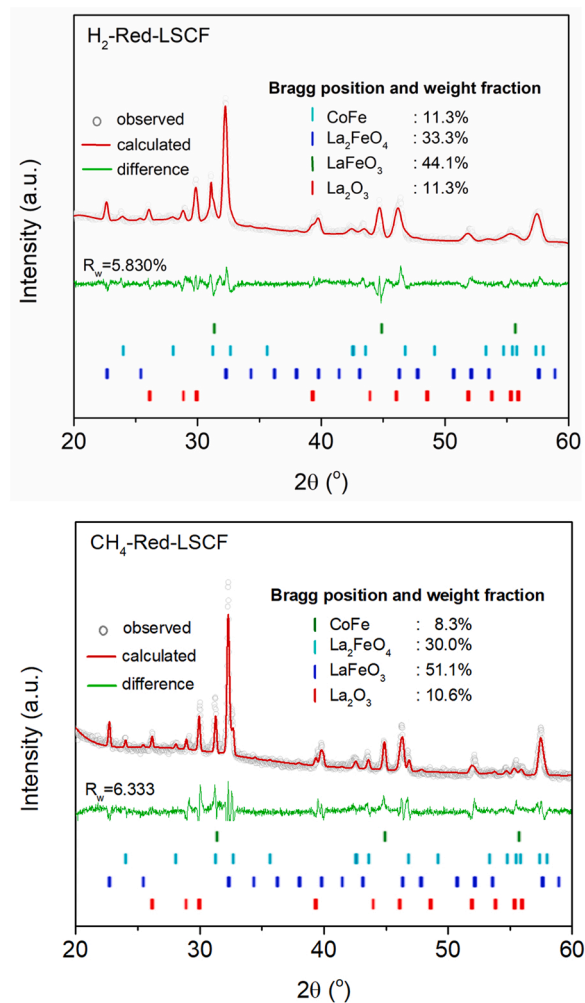 H₂-Red-LSCF
Bragg position and weight fraction
observed
calculated
difference
CoFe : 11.3%
La₂FeO₄ : 33.3%
LaFeO₃ : 44.1%
La₂O₃ : 11.3%
Intensity (a.u.)
R_w=5.830%
20 30 40 50 60
2θ (°)
CH₄-Red-LSCF
Bragg position and weight fraction
observed
calculated
difference
CoFe : 8.3%
La₂FeO₄ : 30.0%
LaFeO₃ : 51.1%
La₂O₃ : 10.6%
Intensity (a.u.)
R_w=6.333
20 30 40 50 60
2θ (°)